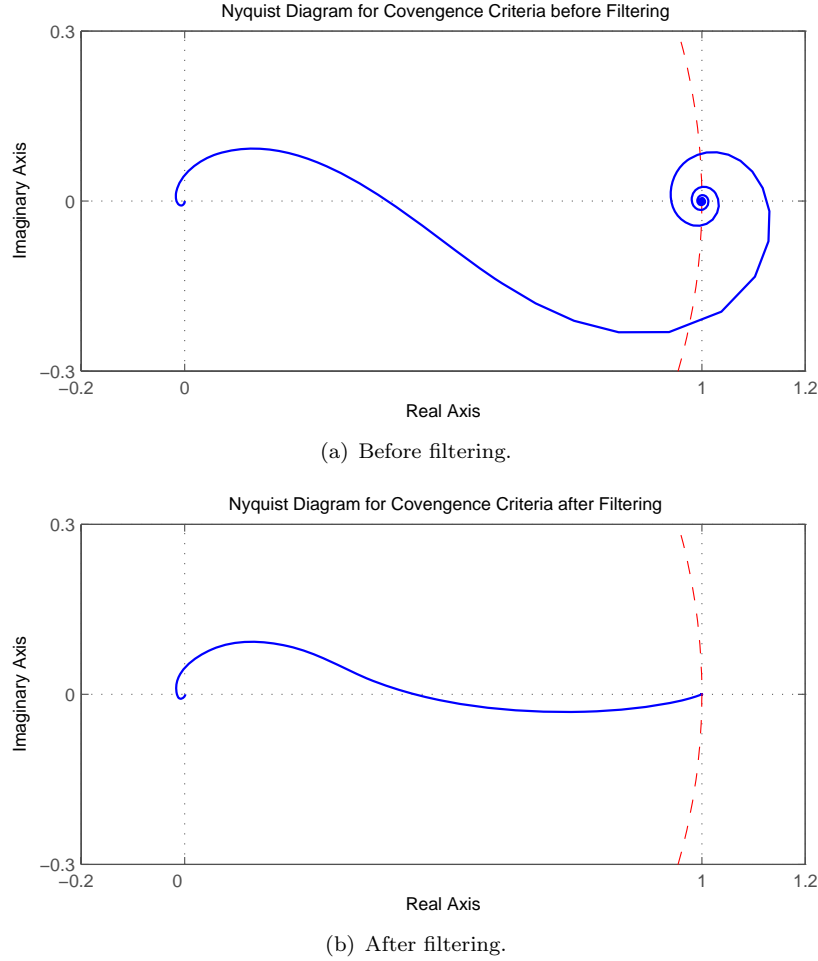 Nyquist Diagram for Covengence Criteria before Filtering
0.3
0
−0.3
Imaginary Axis
−0.2 0 1 1.2
Real Axis
(a) Before filtering.
Nyquist Diagram for Covengence Criteria after Filtering
0.3
0
−0.3
Imaginary Axis
−0.2 0 1 1.2
Real Axis
(b) After filtering.